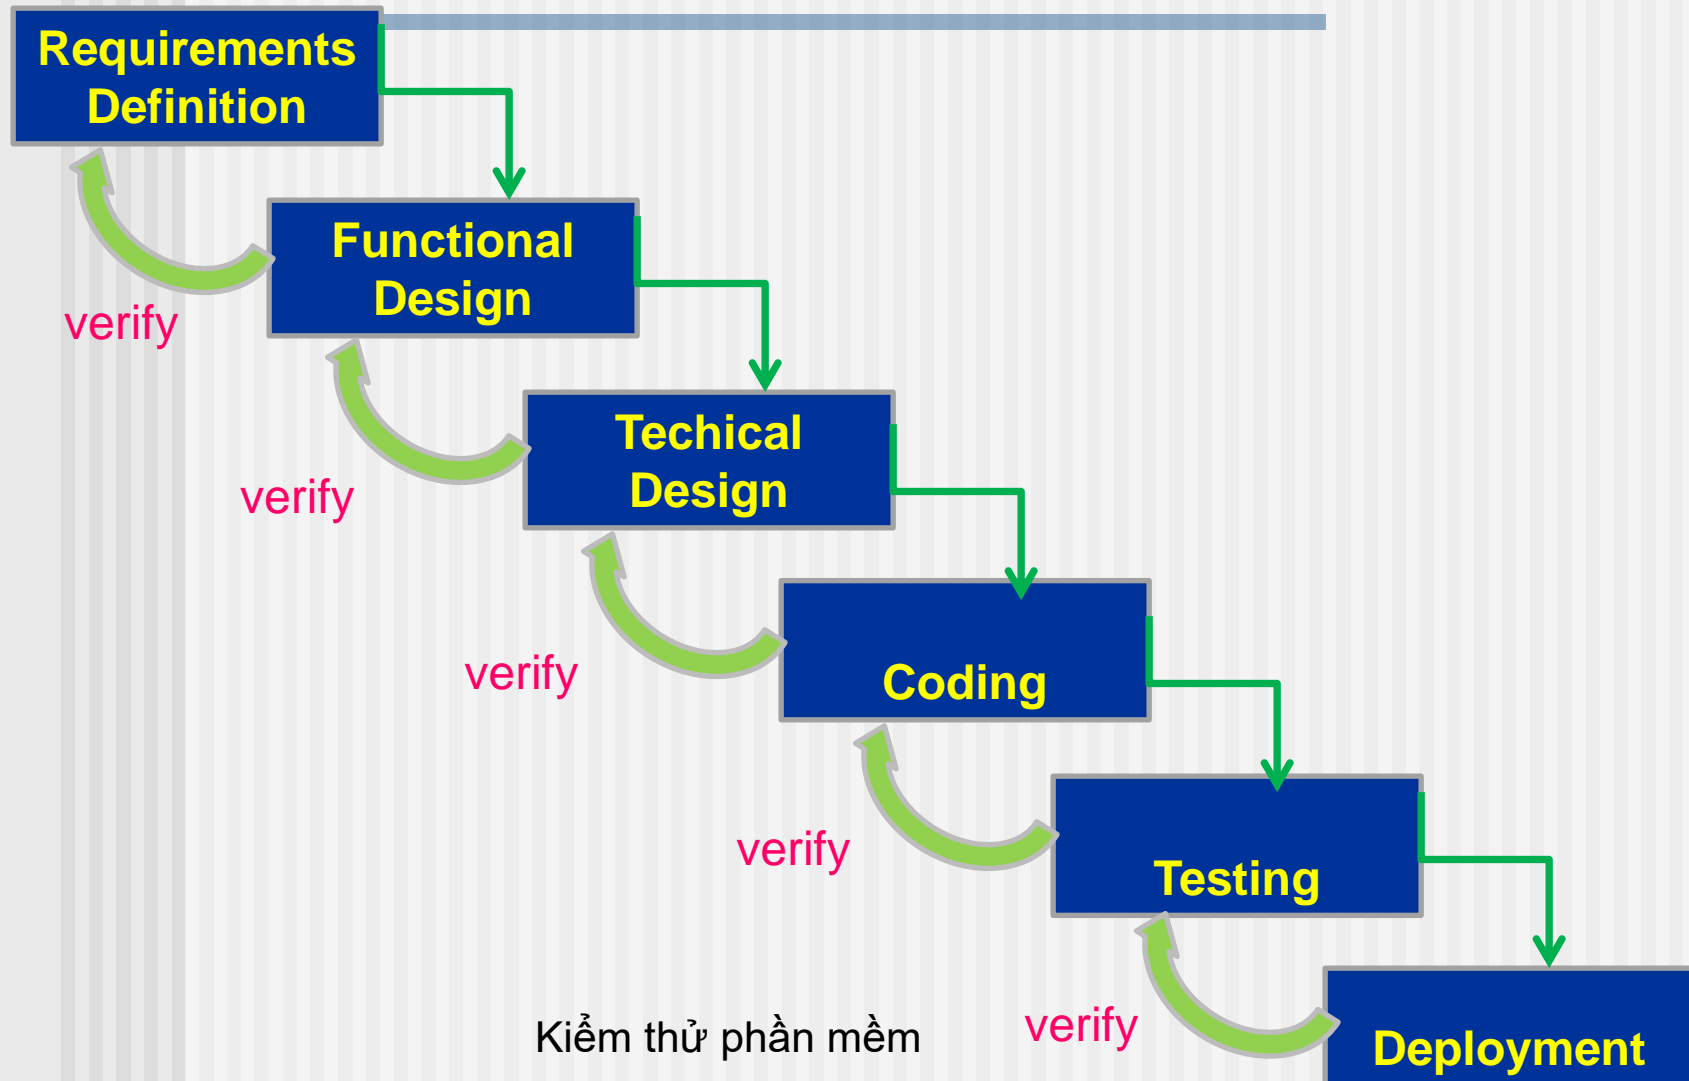 Requirements
Definition
Functional
Design
verify
Techical
Design
verify
Coding
verify
Testing
verify
Deployment
verify
Kiểm thử phần mềm